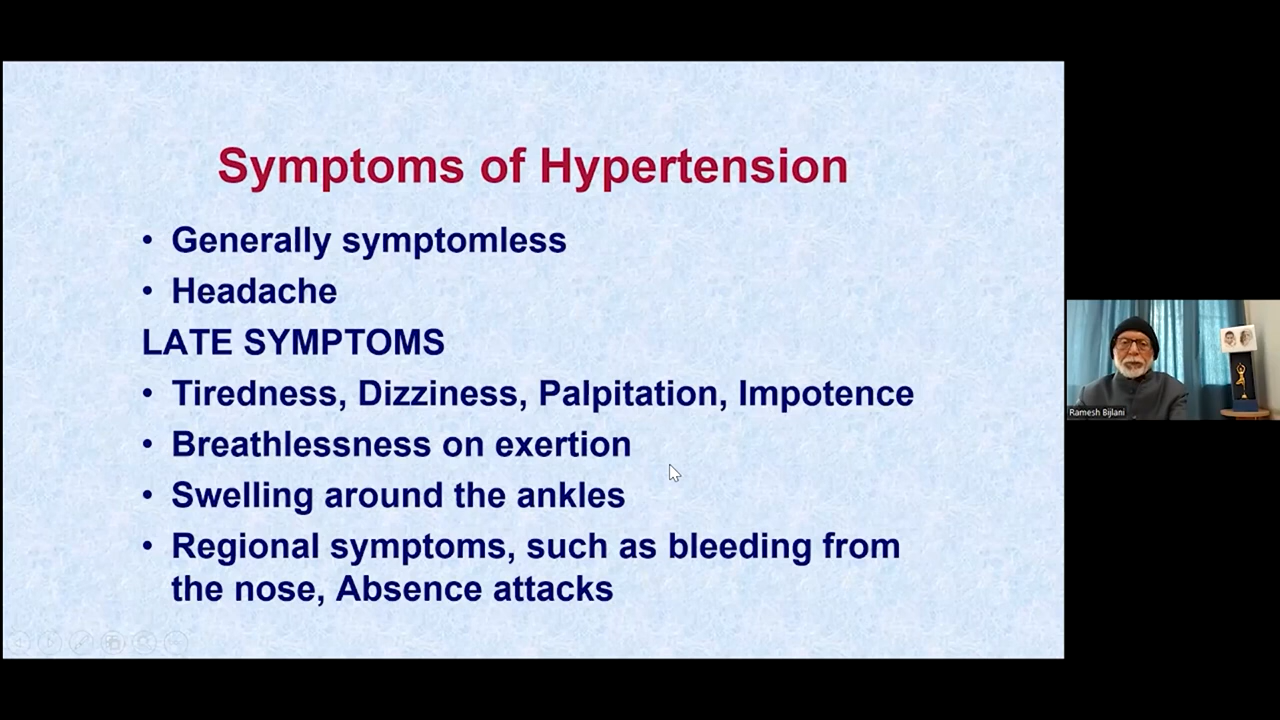 Symptoms of Hypertension
• Generally symptomless
• Headache
LATE SYMPTOMS
• Tiredness, Dizziness, Palpitation, Impotence
• Breathlessness on exertion
• Swelling around the ankles
• Regional symptoms, such as bleeding from
the nose, Absence attacks
Ramesh Bijlani